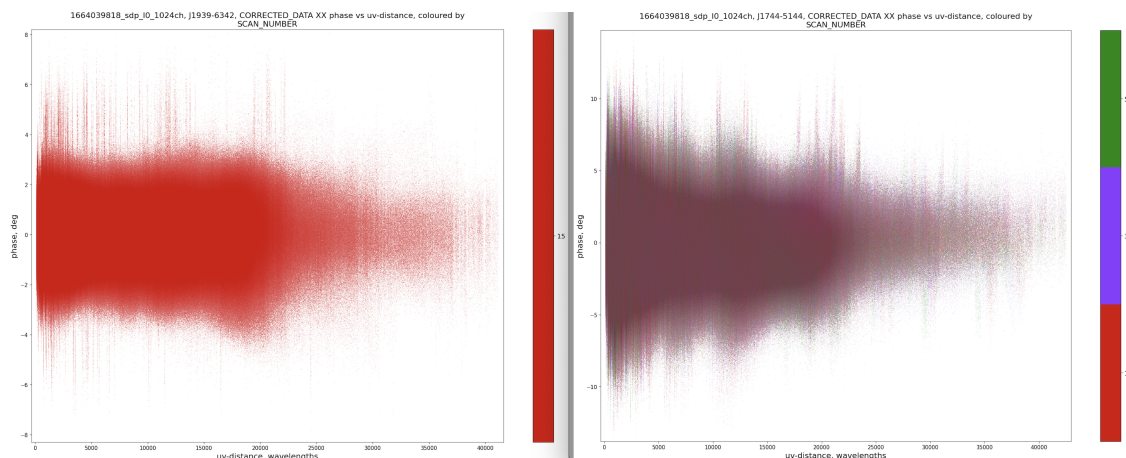 1664039818_sdp_l0_1024ch, J1939-6342, CORRECTED_DATA XX phase vs uv-distance, coloured by
SCAN_NUMBER
8
6
4
2
0
−2
−4
−6
−8
phase, deg
0 5000 10000 15000 20000 25000 30000 35000 40000
uv-distance, wavelengths
15
1664039818_sdp_l0_1024ch, J1744-5144, CORRECTED_DATA XX phase vs uv-distance, coloured by
SCAN_NUMBER
10
5
0
−5
−10
phase, deg
0 5000 10000 15000 20000 25000 30000 35000 40000
uv-distance, wavelengths